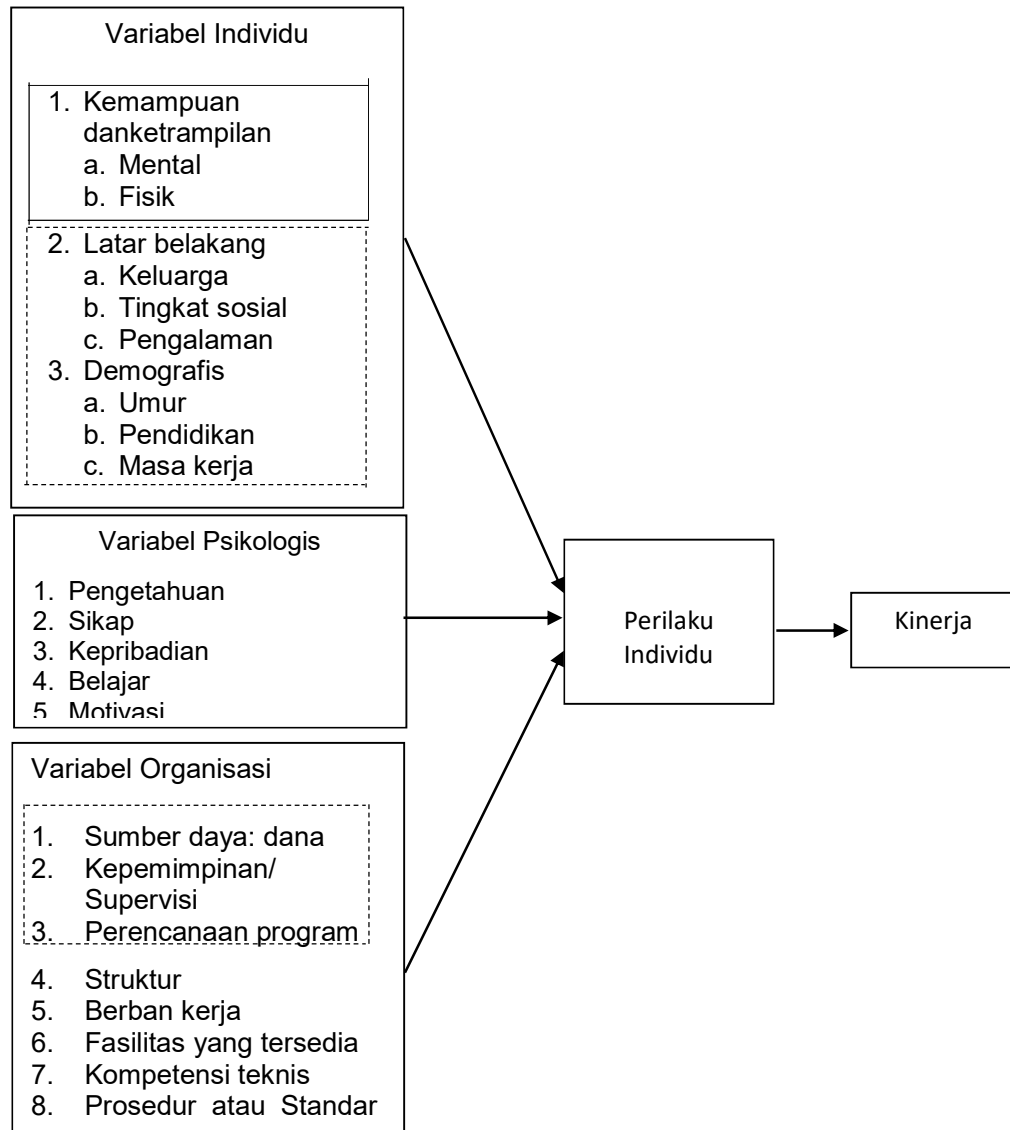 Variabel Individu
1. Kemampuan
danketrampilan
a. Mental
b. Fisik
2. Latar belakang
a. Keluarga
b. Tingkat sosial
c. Pengalaman
3. Demografis
a. Umur
b. Pendidikan
c. Masa kerja
Variabel Psikologis
1. Pengetahuan
2. Sikap
3. Kepribadian
4. Belajar
5. Motivasi
Variabel Organisasi
1. Sumber daya: dana
2. Kepemimpinan/
Supervisi
3. Perencanaan program
4. Struktur
5. Berban kerja
6. Fasilitas yang tersedia
7. Kompetensi teknis
8. Prosedur atau Standar
Perilaku
Individu
Kinerja